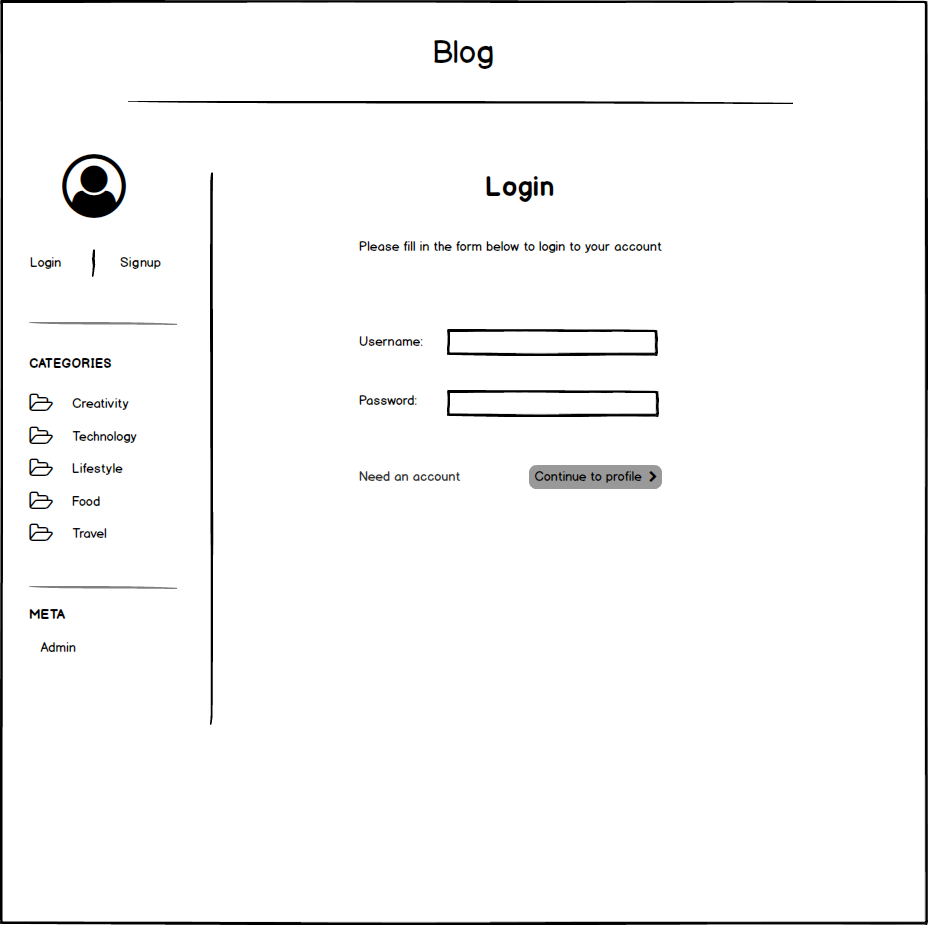 Blog
Login Signup
CATEGORIES
Creativity
Technology
Lifestyle
Food
Travel
META
Admin
Login
Please fill in the form below to login to your account
Username:
Password:
Need an account Continue to profile